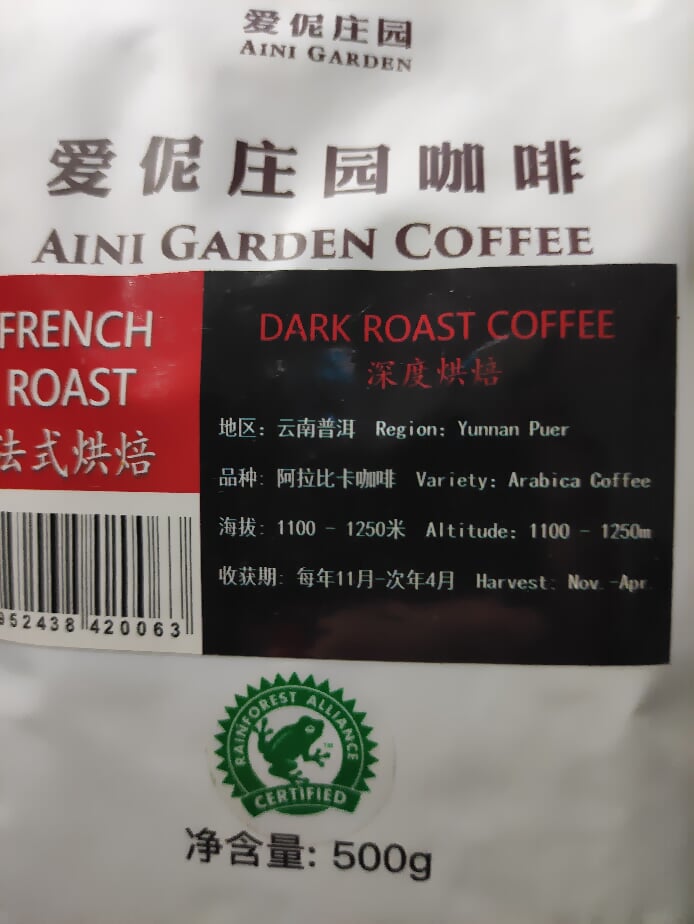 爱伲庄园
AINI GARDEN
爱伲庄园咖啡
AINI GARDEN COFFEE
FRENCH
ROAST
法式烘焙
DARK ROAST COFFEE
深度烘焙
地区: 云南普洱 Region: Yunnan Puer
品种: 阿拉比卡咖啡 Variety: Arabica Coffee
海拔: 1100 - 1250米 Altitude: 1100 - 1250m
收获期: 每年11月-次年4月 Harvest: Nov.-Apr.
952438 420063
RAINFOREST ALLIANCE
TM
CERTIFIED
净含量: 500g